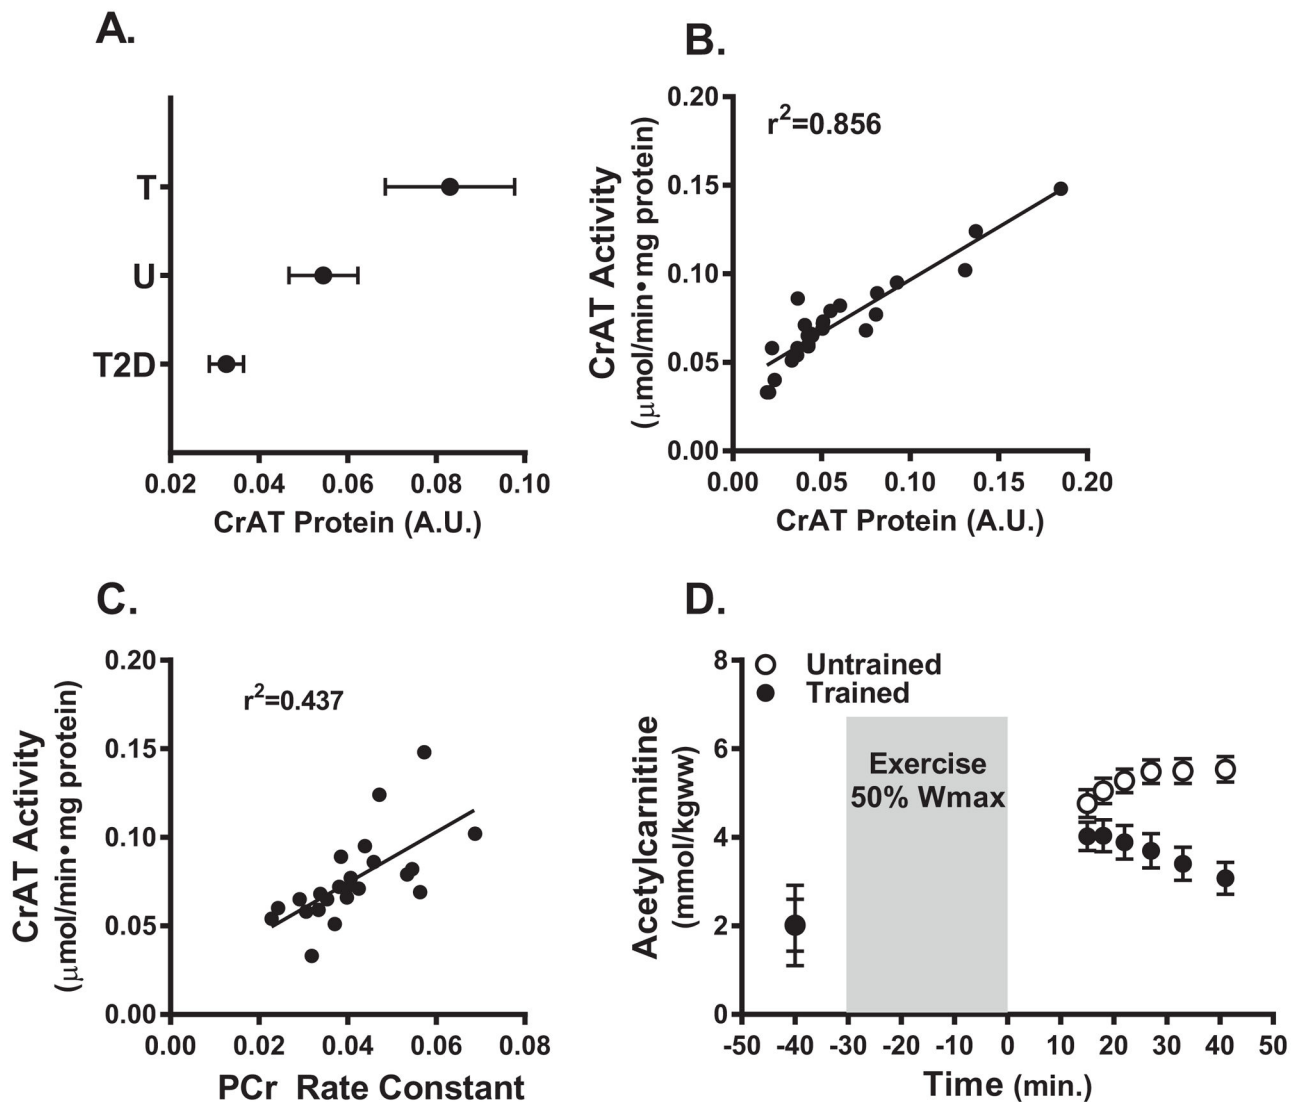 A.
T
U
T2D
0.02 0.04 0.06 0.08 0.10
CrAT Protein (A.U.)
B.
r2=0.856
CrAT Activity
(μmol/min•mg protein)
0.20
0.15
0.10
0.05
0.00
0.00 0.05 0.10 0.15 0.20
CrAT Protein (A.U.)
C.
r2=0.437
CrAT Activity
(μmol/min•mg protein)
0.20
0.15
0.10
0.05
0.00
0.00 0.02 0.04 0.06 0.08
PCr Rate Constant
D.
Untrained
Trained
Exercise
50% Wmax
Acetylcarnitine
(mmol/kgww)
8
6
4
2
0
-50 -40 -30 -20 -10 0 10 20 30 40 50
Time (min.)